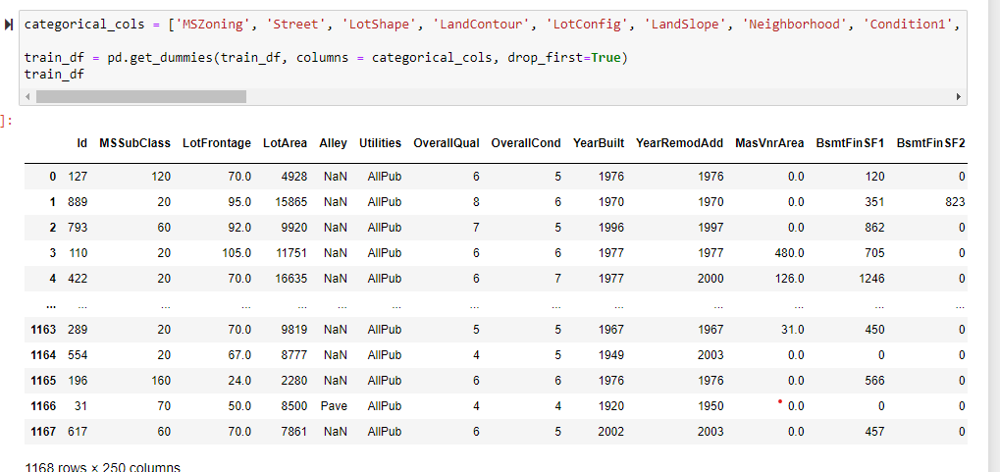 categorical_cols = ['MSZoning', 'Street', 'LotShape', 'LandContour', 'LotConfig', 'LandSlope', 'Neighborhood', 'Condition1',
train_df = pd.get_dummies(train_df, columns = categorical_cols, drop_first=True)
train_df
]:
Id MSSubClass LotFrontage LotArea Alley Utilities OverallQual OverallCond YearBuilt YearRemodAdd MasVnrArea BsmtFinSF1 BsmtFinSF2
0 127 120 70.0 4928 NaN AllPub 6 5 1976 1976 0.0 120 0
1 889 20 95.0 15865 NaN AllPub 8 6 1970 1970 0.0 351 823
2 793 60 92.0 9920 NaN AllPub 7 5 1996 1997 0.0 862 0
3 110 20 105.0 11751 NaN AllPub 6 6 1977 1977 480.0 705 0
4 422 20 70.0 16635 NaN AllPub 6 7 1977 2000 126.0 1246 0
... ... ... ... ... ... ... ... ... ... ... ... ... ...
1163 289 20 70.0 9819 NaN AllPub 5 5 1967 1967 31.0 450 0
1164 554 20 67.0 8777 NaN AllPub 4 5 1949 2003 0.0 0 0
1165 196 160 24.0 2280 NaN AllPub 6 6 1976 1976 0.0 566 0
1166 31 70 50.0 8500 Pave AllPub 4 4 1920 1950 0.0 0 0
1167 617 60 70.0 7861 NaN AllPub 6 5 2002 2003 0.0 457 0
1168 rows × 250 columns